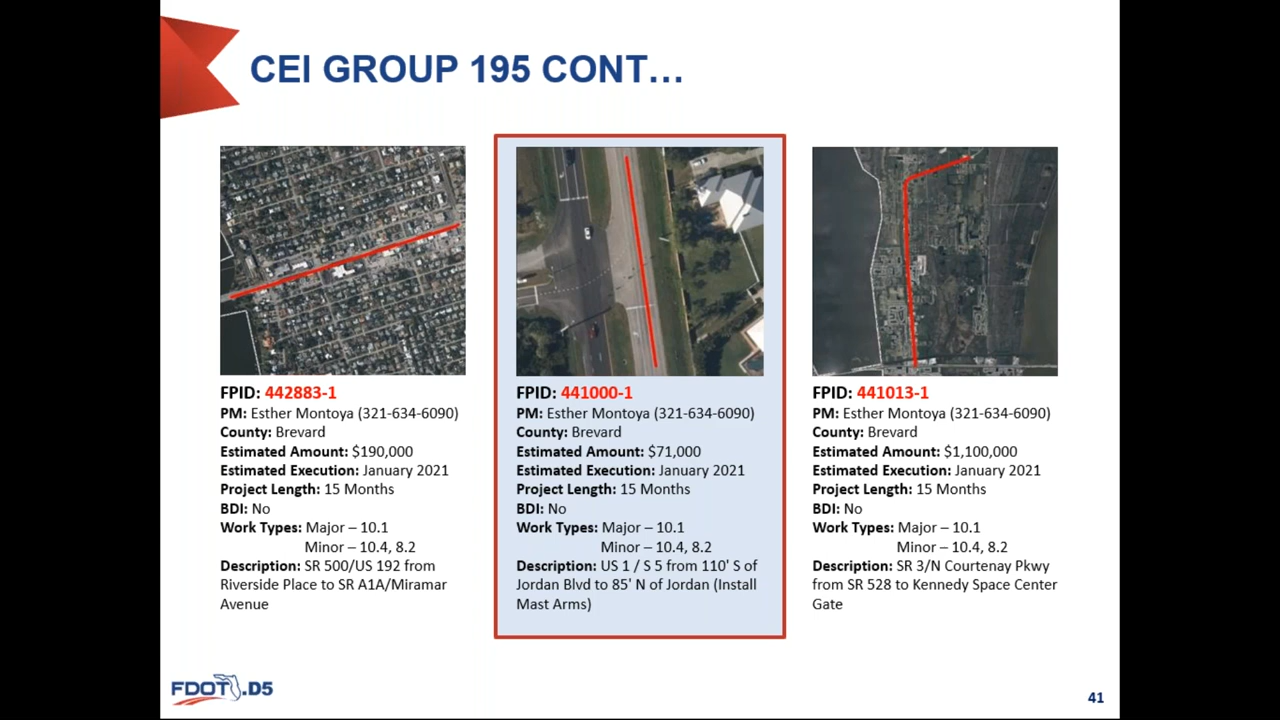 CEI GROUP 195 CONT…
FPID: 442883-1
PM: Esther Montoya (321-634-6090)
County: Brevard
Estimated Amount: $190,000
Estimated Execution: January 2021
Project Length: 15 Months
BDI: No
Work Types: Major – 10.1
Minor – 10.4, 8.2
Description: SR 500/US 192 from
Riverside Place to SR A1A/Miramar
Avenue
FPID: 441000-1
PM: Esther Montoya (321-634-6090)
County: Brevard
Estimated Amount: $71,000
Estimated Execution: January 2021
Project Length: 15 Months
BDI: No
Work Types: Major – 10.1
Minor – 10.4, 8.2
Description: US 1 / S 5 from 110' S of
Jordan Blvd to 85' N of Jordan (Install
Mast Arms)
FPID: 441013-1
PM: Esther Montoya (321-634-6090)
County: Brevard
Estimated Amount: $1,100,000
Estimated Execution: January 2021
Project Length: 15 Months
BDI: No
Work Types: Major – 10.1
Minor – 10.4, 8.2
Description: SR 3/N Courtenay Pkwy
from SR 528 to Kennedy Space Center
Gate
FDOT.D5
41